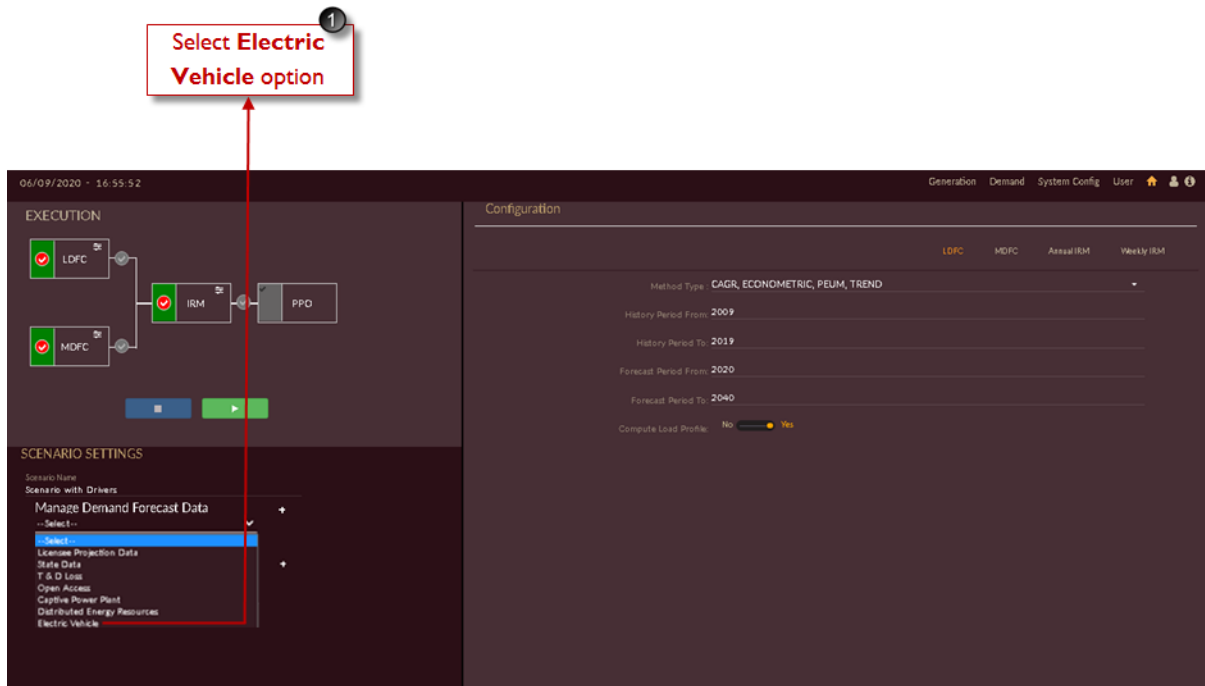 1
Select Electric
Vehicle option
06/09/2020 - 16:55:52
Generation Demand System Config User
EXECUTION
LDFC
IRM
PPD
MDFC
Configuration
LDFC MDFC Annual IRM Weekly IRM
Method Type : CAGR, ECONOMETRIC, PEUM, TREND
History Period From: 2009
History Period To: 2019
Forecast Period From: 2020
Forecast Period To: 2040
Compute Load Profile: No Yes
SCENARIO SETTINGS
Scenario Name
Scenario with Drivers
Manage Demand Forecast Data +
--Select--
--Select--
Licensee Projection Data
State Data +
T & D Loss
Open Access
Captive Power Plant
Distributed Energy Resources
Electric Vehicle